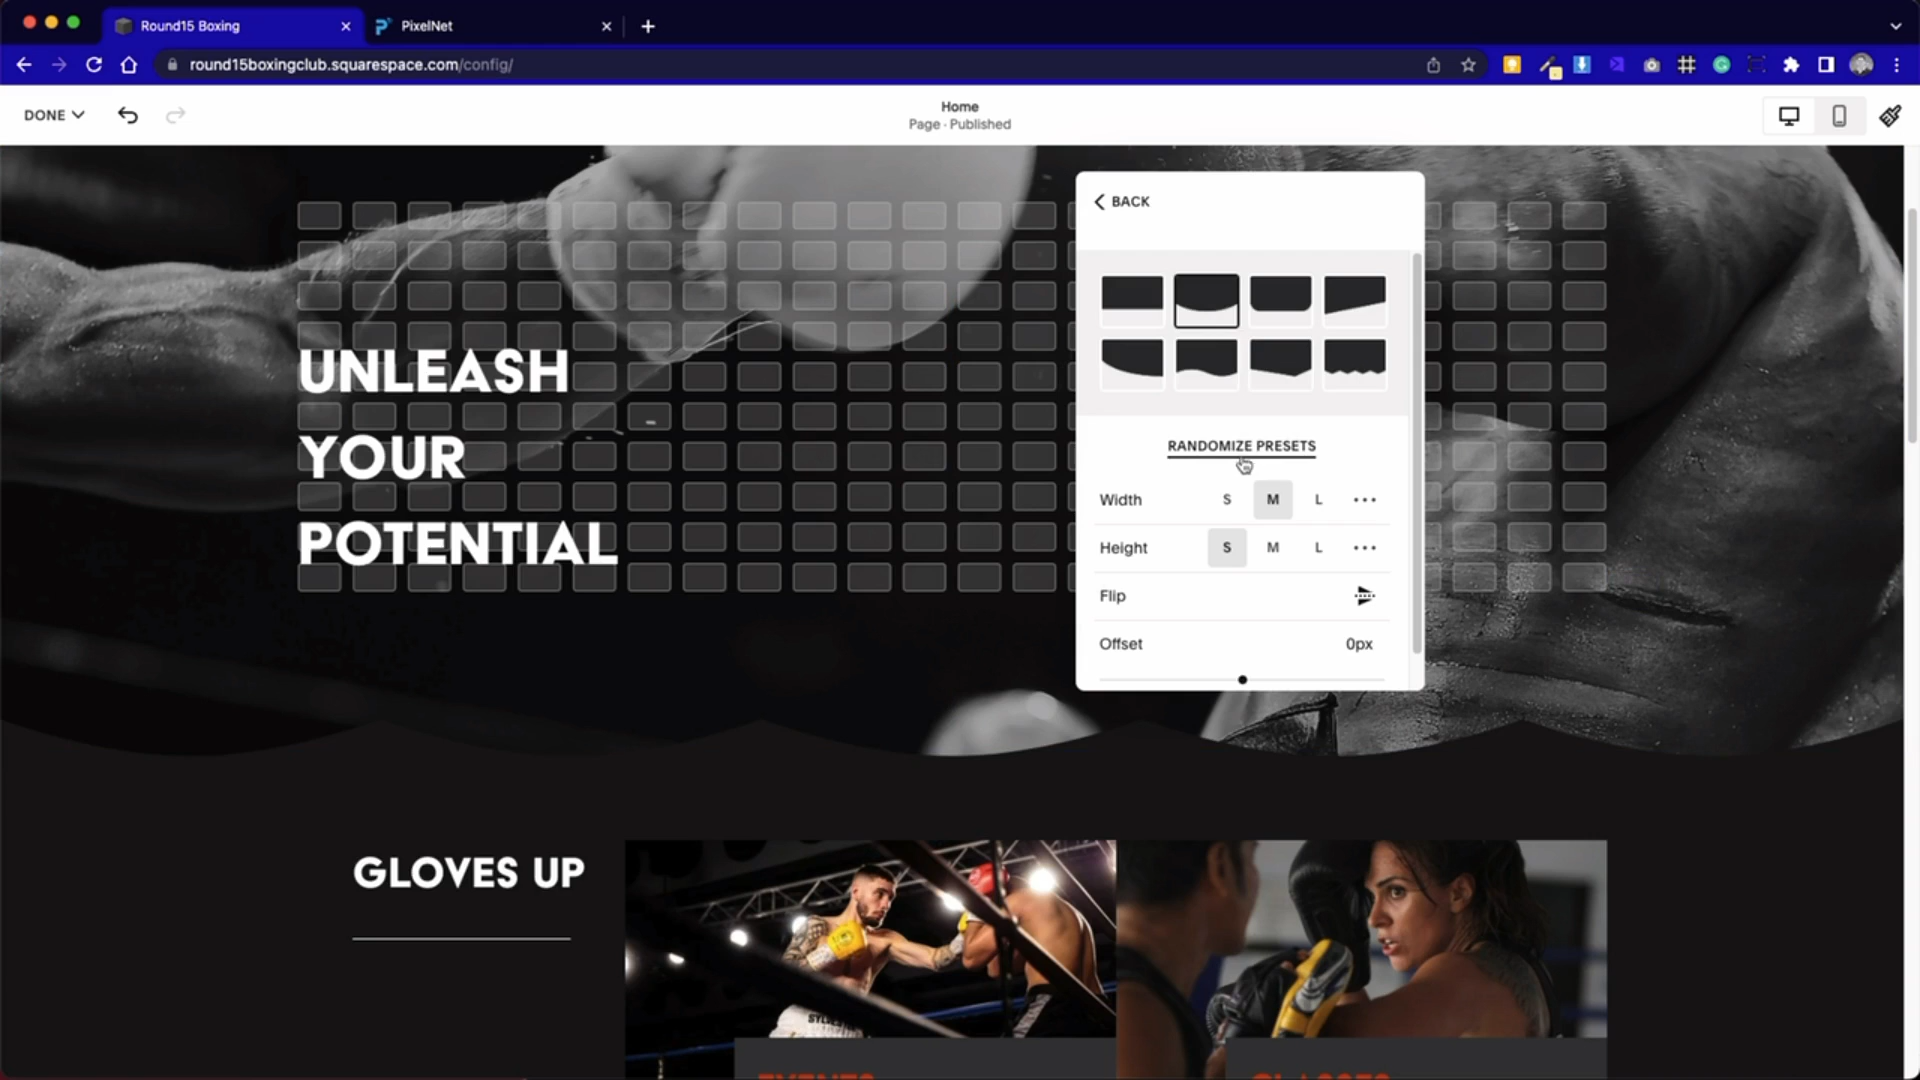 Round15 Boxing
PixelNet
round15boxingclub.squarespace.com/config/
DONE
Home
Page · Published
BACK
RANDOMIZE PRESETS
Width S M L
Height S M L
Flip
Offset 0px
UNLEASH
YOUR
POTENTIAL
GLOVES UP